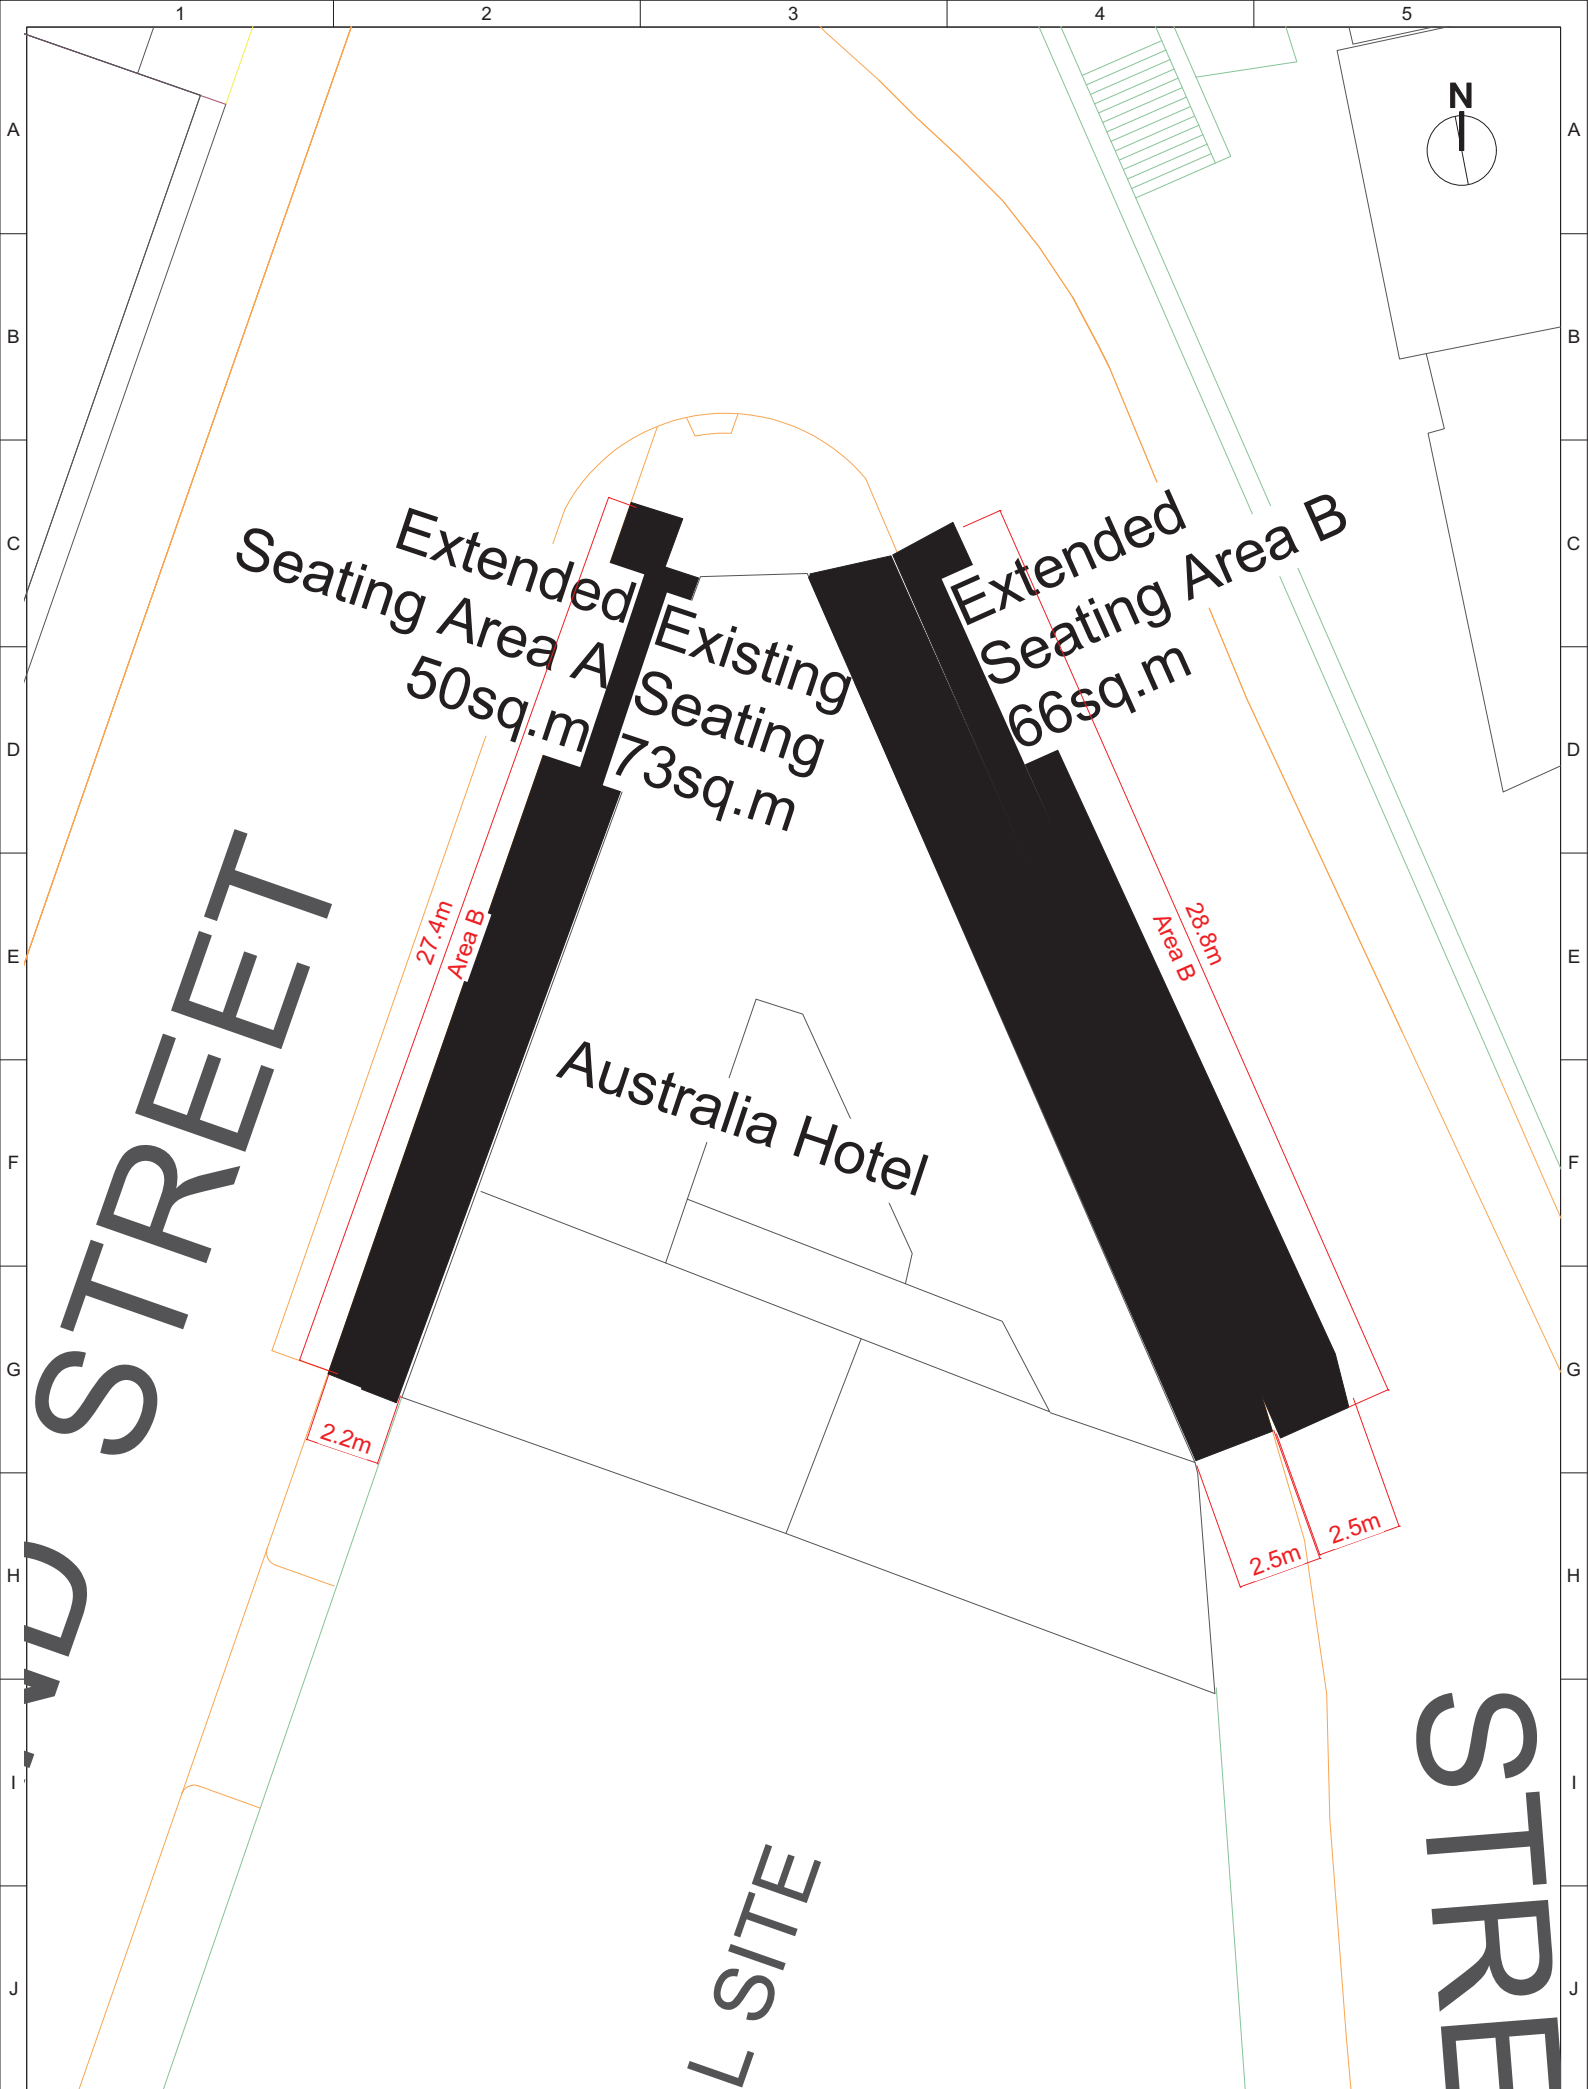 1 2 3 4 5
A A
N
B B
C C
Extended
Seating Area A
50sq.m
Existing
Seating
73sq.m
Extended
Seating Area B
66sq.m
D D
27.4m
Area B
28.8m
Area B
E E
STREET
Australia Hotel
F F
G G
2.2m
2.5m
2.5m
H H
I I
STRE
L SITE
J J